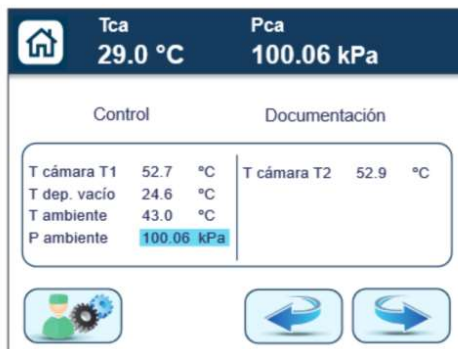 Tca
29.0 °C
Pca
100.06 kPa
Control
Documentación
T cámara T1 52.7 °C
T dep. vacío 24.6 °C
T ambiente 43.0 °C
P ambiente 100.06 kPa
T cámara T2 52.9 °C